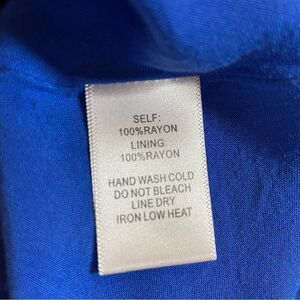 SELF:
100%RAYON
LINING:
100%RAYON
HAND WASH COLD
DO NOT BLEACH
LINE DRY
IRON LOW HEAT